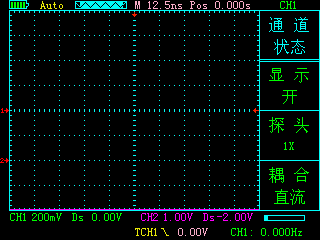 Auto M 12.5ns Pos 0.000s CH1
通 道
状态
显 示
开
探 头
1X
耦 合
直流
1
2
CH1 200mV Ds 0.00V CH2 1.00V Ds-2.00V
TCH1 0.00V CH1: 0.000Hz